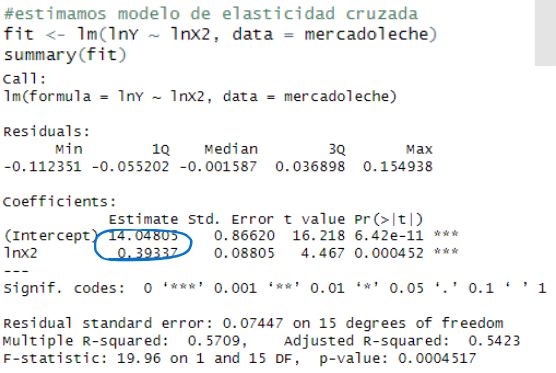 #estimamos modelo de elasticidad cruzada
fit <- lm(lnY ~ lnX2, data = mercadoleche)
summary(fit)
Call:
lm(formula = lnY ~ lnX2, data = mercadoleche)
Residuals:
Min 1Q Median 3Q Max
-0.112351 -0.055202 -0.001587 0.036898 0.154938
Coefficients:
Estimate Std. Error t value Pr(>|t|)
(Intercept) 14.04805 0.86620 16.218 6.42e-11 ***
lnX2 0.39337 0.08805 4.467 0.000452 ***
---
Signif. codes: 0 ‘***’ 0.001 ‘**’ 0.01 ‘*’ 0.05 ‘.’ 0.1 ‘ ’ 1
Residual standard error: 0.07447 on 15 degrees of freedom
Multiple R-squared: 0.5709, Adjusted R-squared: 0.5423
F-statistic: 19.96 on 1 and 15 DF, p-value: 0.0004517